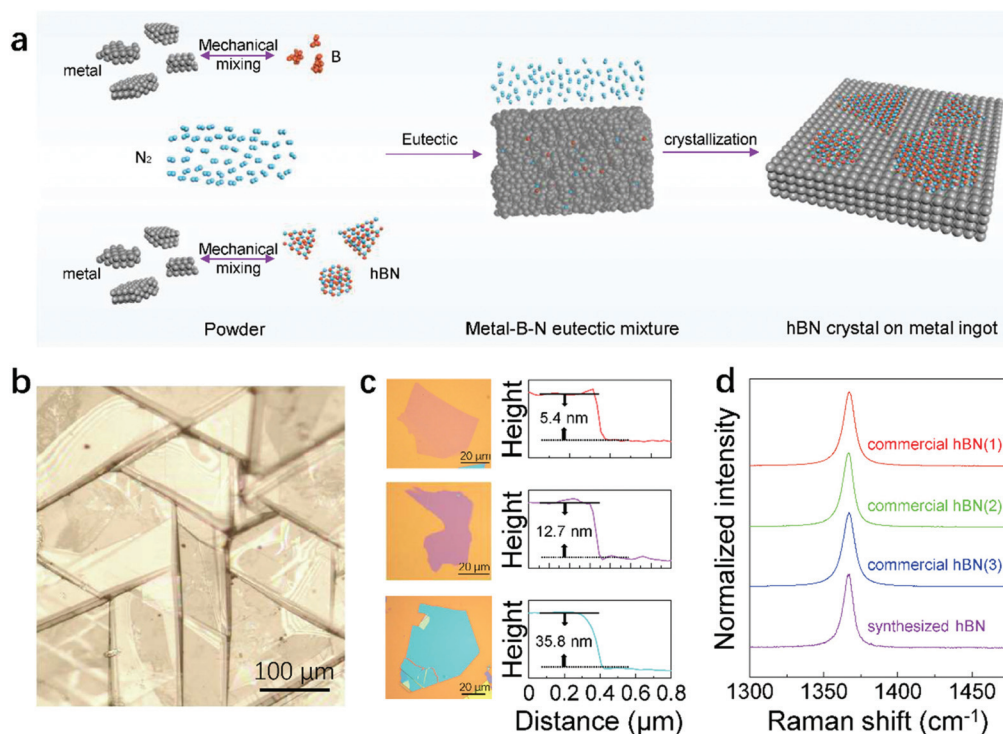 a
metal
Mechanical
mixing
B
N₂
Eutectic
crystallization
metal
Mechanical
mixing
hBN
Powder
Metal-B-N eutectic mixture
hBN crystal on metal ingot
b
100 μm
c
20 μm
Height
5.4 nm
20 μm
Height
12.7 nm
20 μm
Height
35.8 nm
0 0.2 0.4 0.6 0.8
Distance (μm)
d
Normalized intensity
commercial hBN(1)
commercial hBN(2)
commercial hBN(3)
synthesized hBN
1300 1350 1400 1450
Raman shift (cm⁻¹)